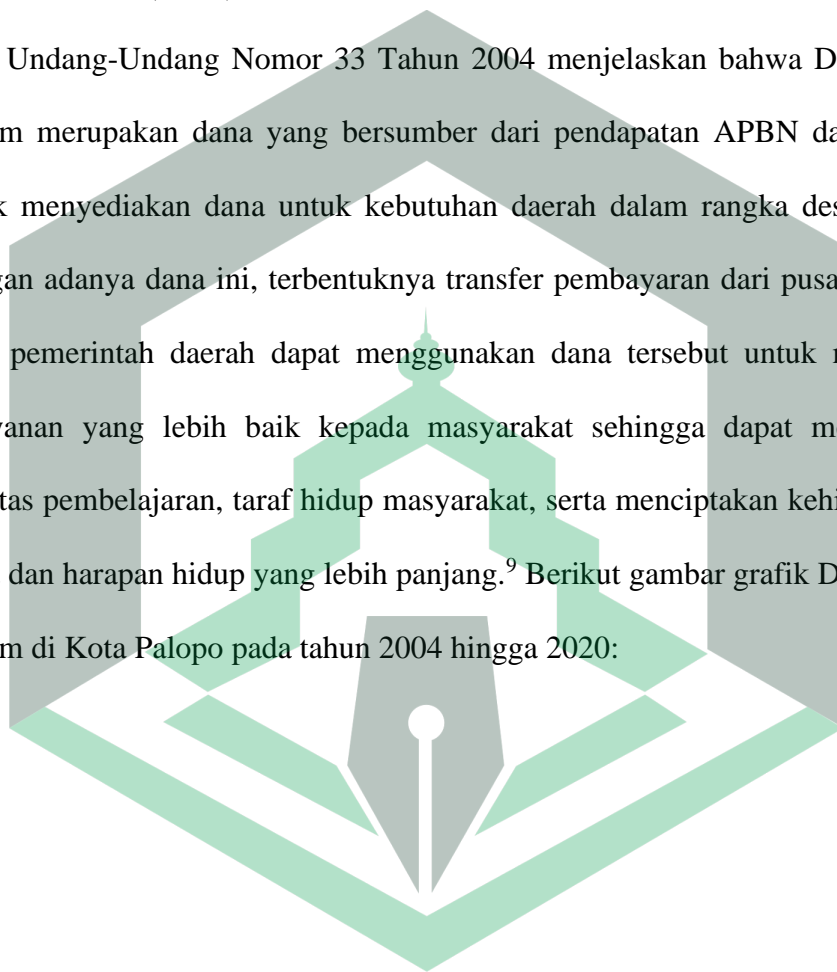 Undang-Undang Nomor 33 Tahun 2004 menjelaskan bahwa D
m merupakan dana yang bersumber dari pendapatan APBN da
k menyediakan dana untuk kebutuhan daerah dalam rangka des
gan adanya dana ini, terbentuknya transfer pembayaran dari pusa
pemerintah daerah dapat menggunakan dana tersebut untuk
yanan yang lebih baik kepada masyarakat sehingga dapat me
tas pembelajaran, taraf hidup masyarakat, serta menciptakan kehi
dan harapan hidup yang lebih panjang.⁹ Berikut gambar grafik D
m di Kota Palopo pada tahun 2004 hingga 2020: